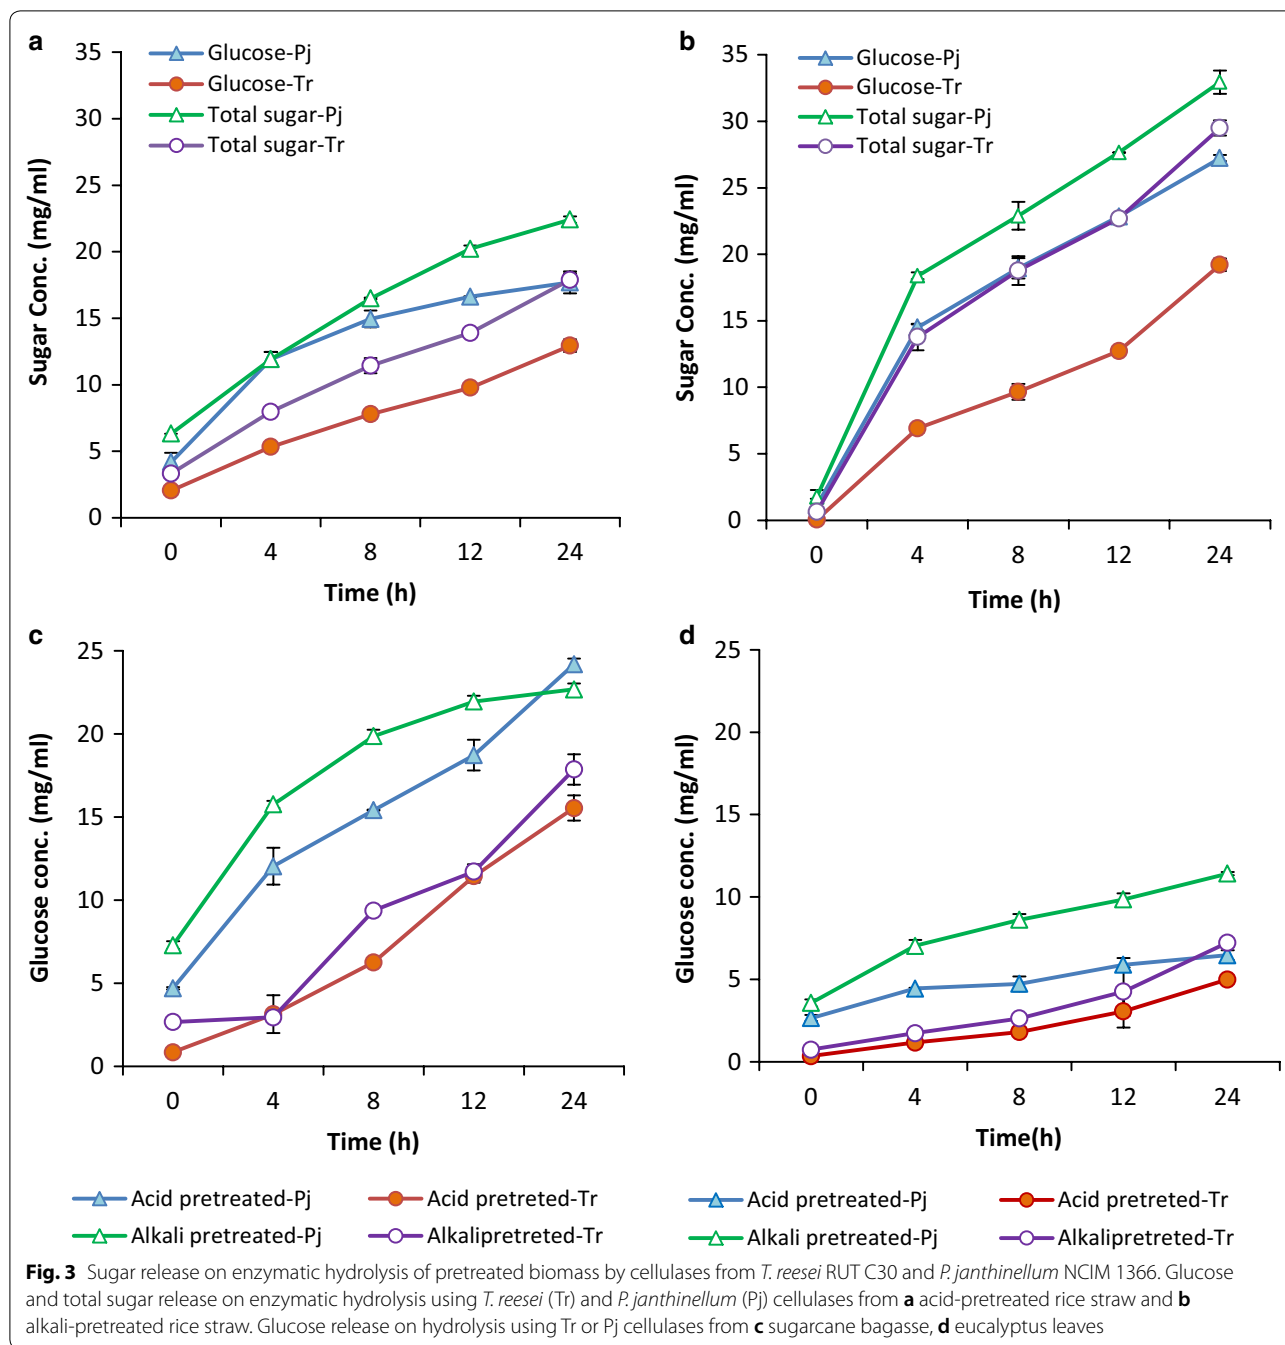 a
35
30
25
20
15
10
5
0
Sugar Conc. (mg/ml)
Glucose-Pj
Glucose-Tr
Total sugar-Pj
Total sugar-Tr
0 4 8 12 24
Time (h)
b
35
30
25
20
15
10
5
0
Sugar Conc. (mg/ml)
Glucose-Pj
Glucose-Tr
Total sugar-Pj
Total sugar-Tr
0 4 8 12 24
Time (h)
c
25
20
15
10
5
0
Glucose conc. (mg/ml)
0 4 8 12 24
Time (h)
Acid pretreated-Pj Acid pretreted-Tr
Alkali pretreated-Pj Alkalipretreted-Tr
d
25
20
15
10
5
0
Glucose conc. (mg/ml)
0 4 8 12 24
Time(h)
Acid pretreated-Pj Acid pretreted-Tr
Alkali pretreated-Pj Alkalipretreted-Tr
Fig. 3 Sugar release on enzymatic hydrolysis of pretreated biomass by cellulases from T. reesei RUT C30 and P. janthinellum NCIM 1366. Glucose
and total sugar release on enzymatic hydrolysis using T. reesei (Tr) and P. janthinellum (Pj) cellulases from a acid-pretreated rice straw and b
alkali-pretreated rice straw. Glucose release on hydrolysis using Tr or Pj cellulases from c sugarcane bagasse, d eucalyptus leaves